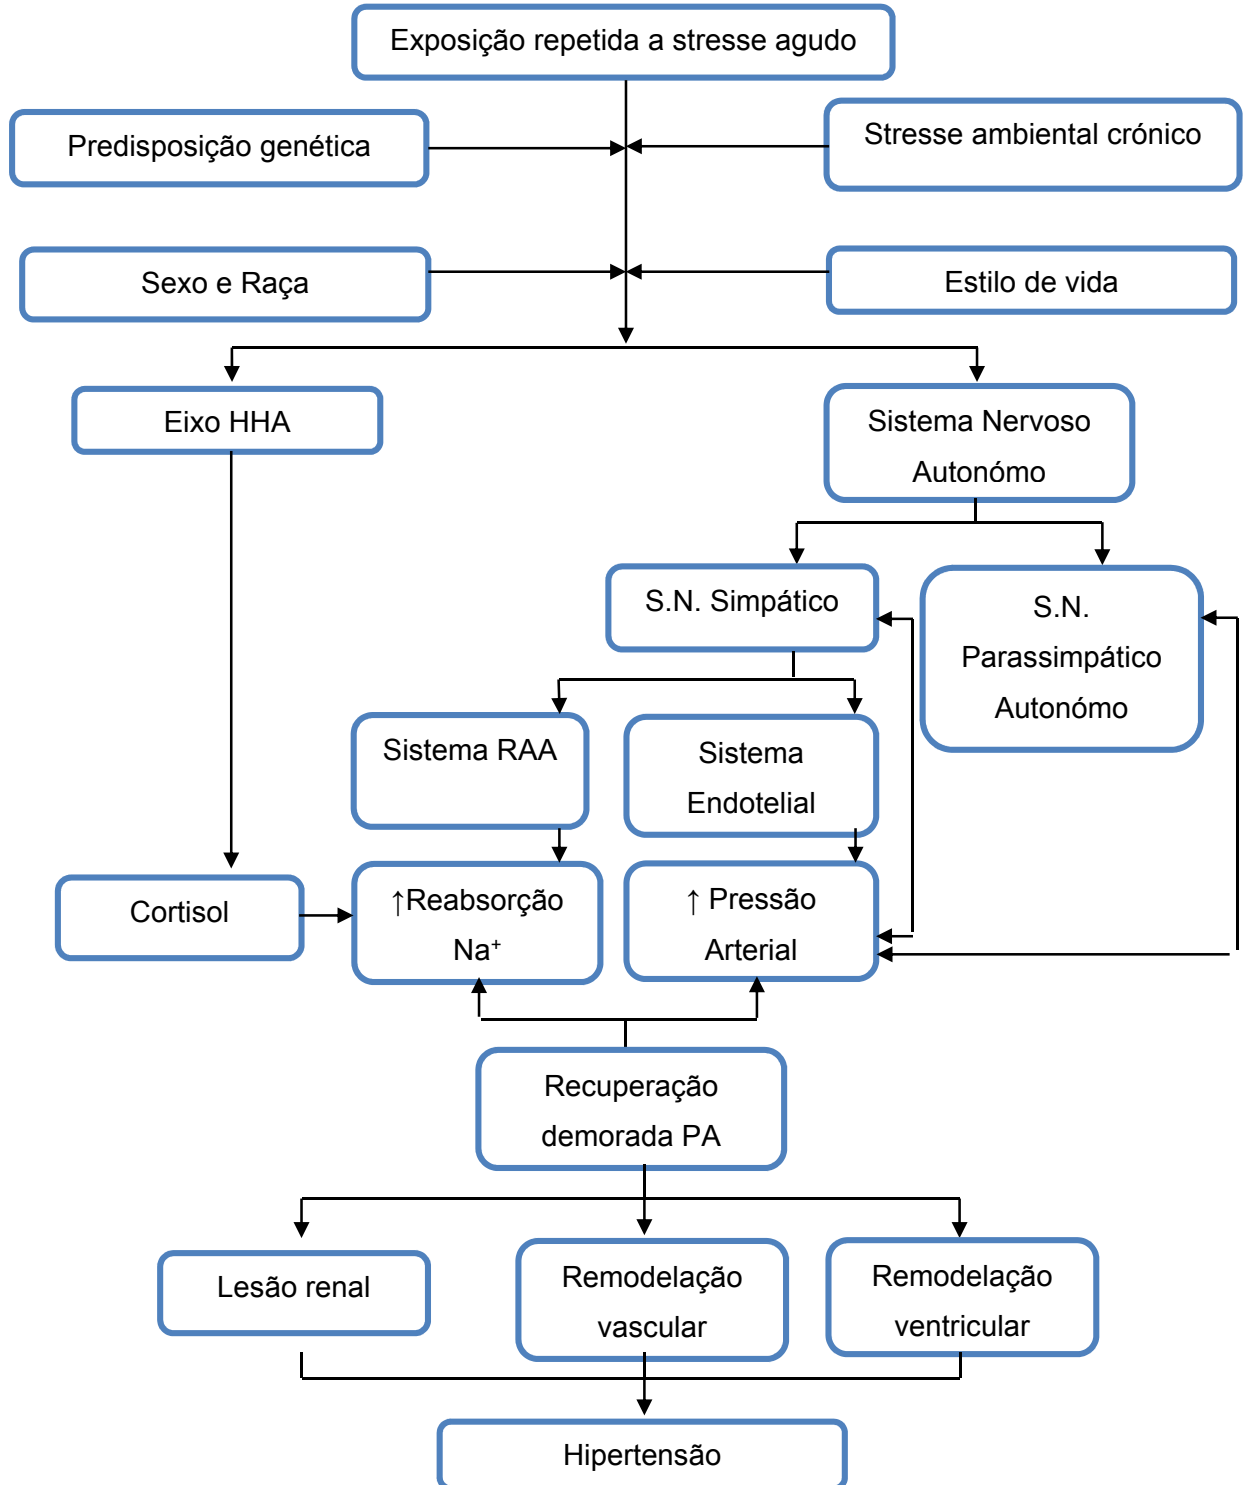 Exposição repetida a stresse agudo
Predisposição genética
Stresse ambiental crónico
Sexo e Raça
Estilo de vida
Eixo HHA
Sistema Nervoso
Autonómo
S.N. Simpático
S.N.
Parassimpático
Autonómo
Sistema RAA
Sistema
Endotelial
Cortisol
↑Reabsorção
Na⁺
↑ Pressão
Arterial
Recuperação
demorada PA
Lesão renal
Remodelação
vascular
Remodelação
ventricular
Hipertensão